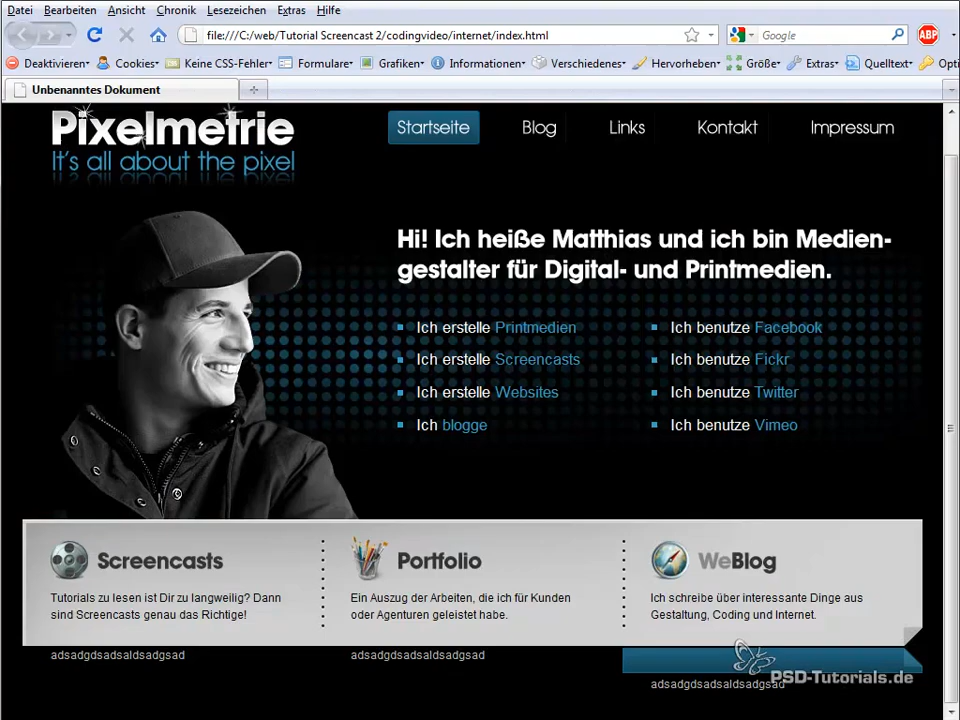 Datei Bearbeiten Ansicht Chronik Lesezeichen Extras Hilfe
file:///C:/web/Tutorial Screencast 2/codingvideo/internet/index.html
Google
ABP
Deaktivieren Cookies Keine CSS-Fehler Formulare Grafiken Informationen Verschiedenes Hervorheben Größe Extras Quelltext Opti
Unbenanntes Dokument
Pixelmetrie
It's all about the pixel
Startseite Blog Links Kontakt Impressum
Hi! Ich heiße Matthias und ich bin Medien-
gestalter für Digital- und Printmedien.
Ich erstelle Printmedien
Ich erstelle Screencasts
Ich erstelle Websites
Ich blogge
Ich benutze Facebook
Ich benutze Fickr
Ich benutze Twitter
Ich benutze Vimeo
Screencasts
Tutorials zu lesen ist Dir zu langweilig? Dann
sind Screencasts genau das Richtige!
adsadgdsadsaldsadgsad
Portfolio
Ein Auszug der Arbeiten, die ich für Kunden
oder Agenturen geleistet habe.
adsadgdsadsaldsadgsad
WeBlog
Ich schreibe über interessante Dinge aus
Gestaltung, Coding und Internet.
adsadgdsadsaldsadgsad
PSD-Tutorials.de